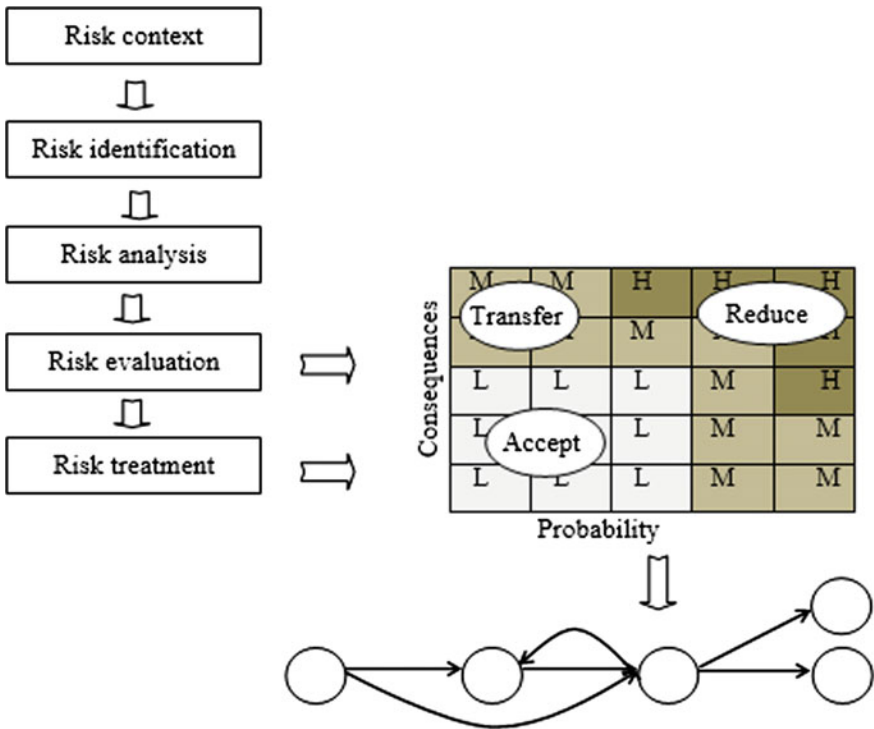 Risk context
Risk identification
Risk analysis
Risk evaluation
Risk treatment
Consequences
M M H H H
Transfer
Reduce
M
L L L M H
L L M M
Accept
L L L M M
Probability